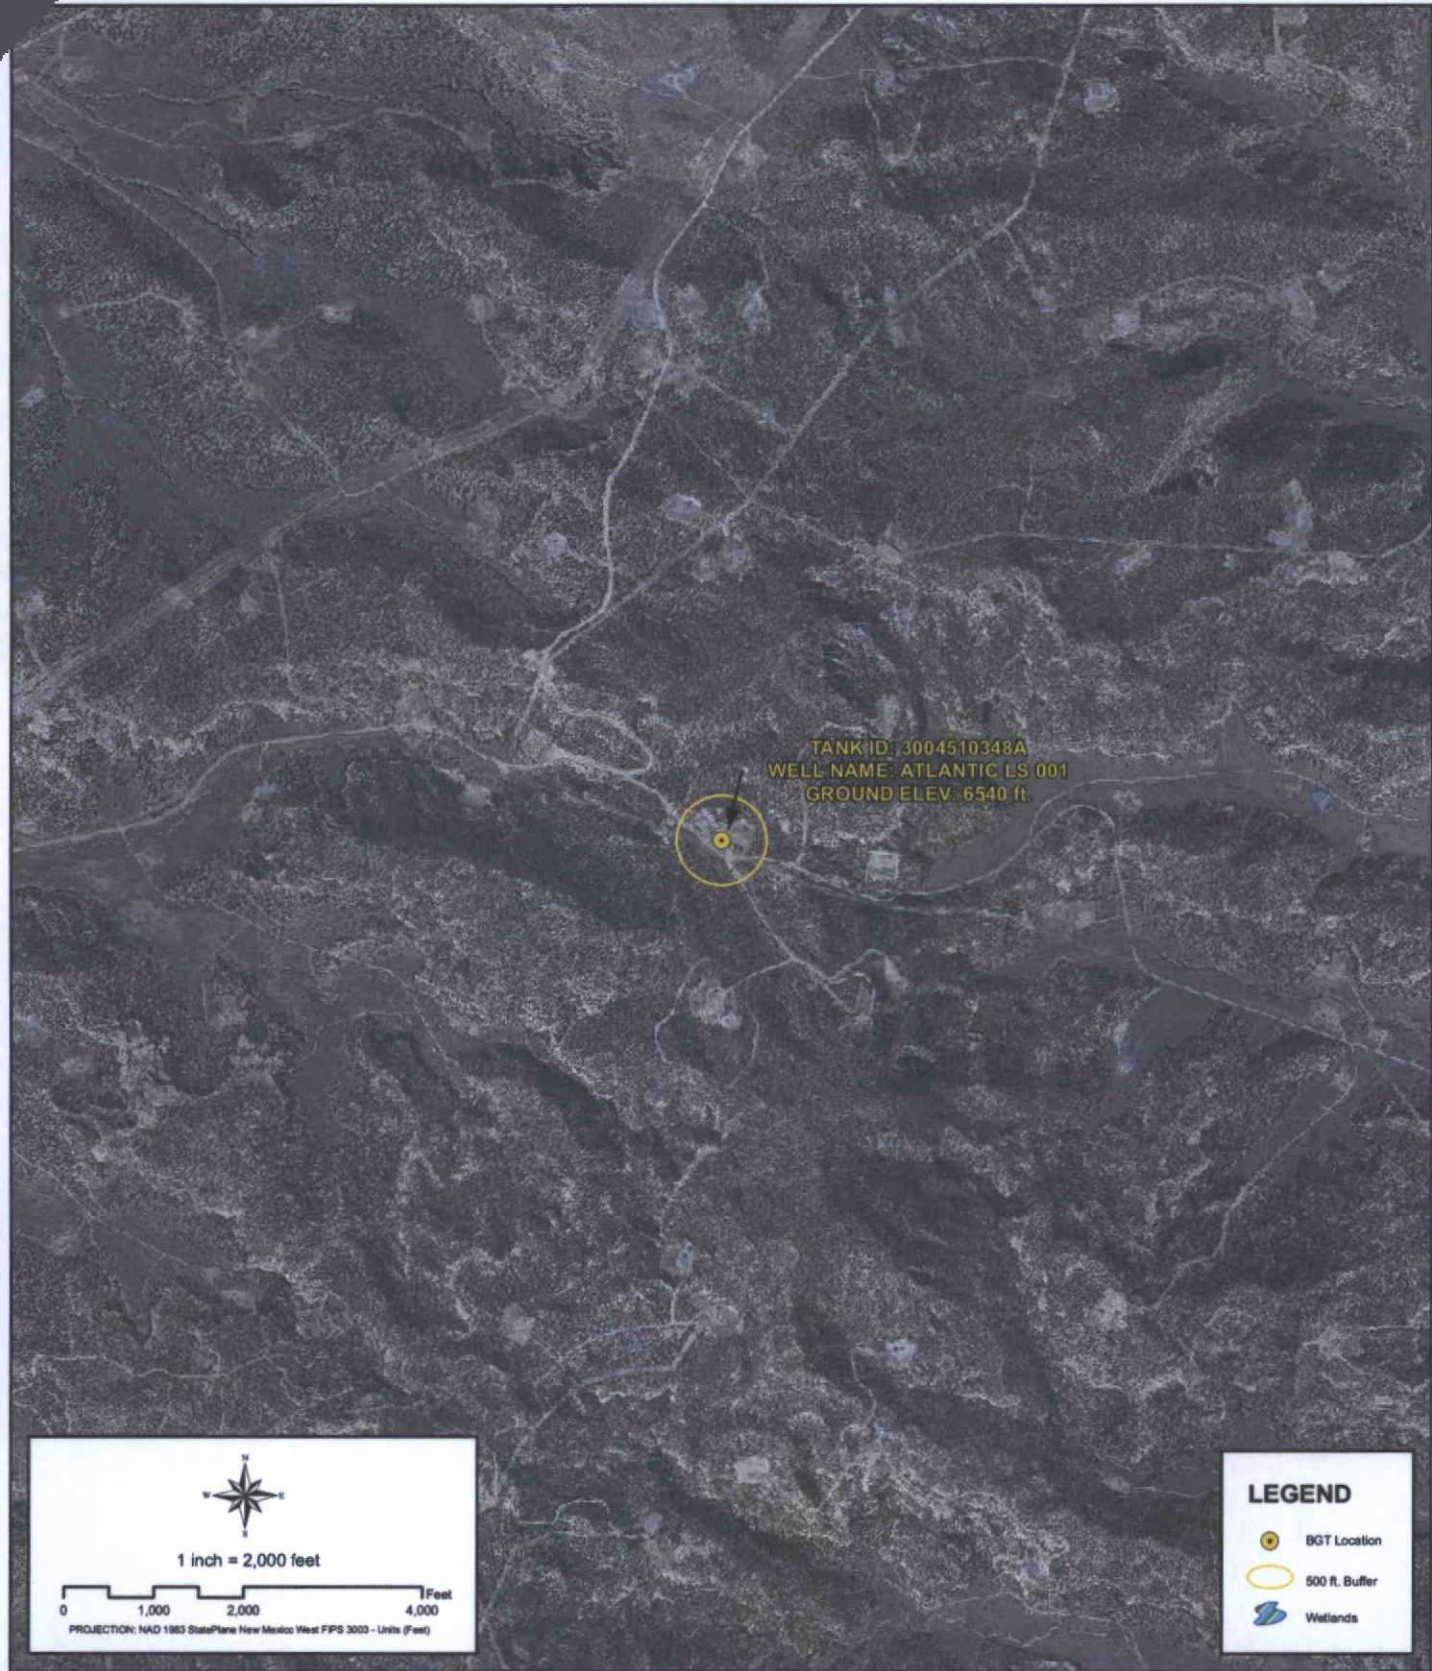 TANK ID: 3004510348A
WELL NAME: ATLANTIC LS 001
GROUND ELEV: 6540 ft.
N
W E
S
1 inch = 2,000 feet
Feet
0 1,000 2,000 4,000
PROJECTION: NAD 1983 StatePlane New Mexico West FIPS 3003 - Units (Feet)
LEGEND
BGT Location
500 ft. Buffer
Wetlands